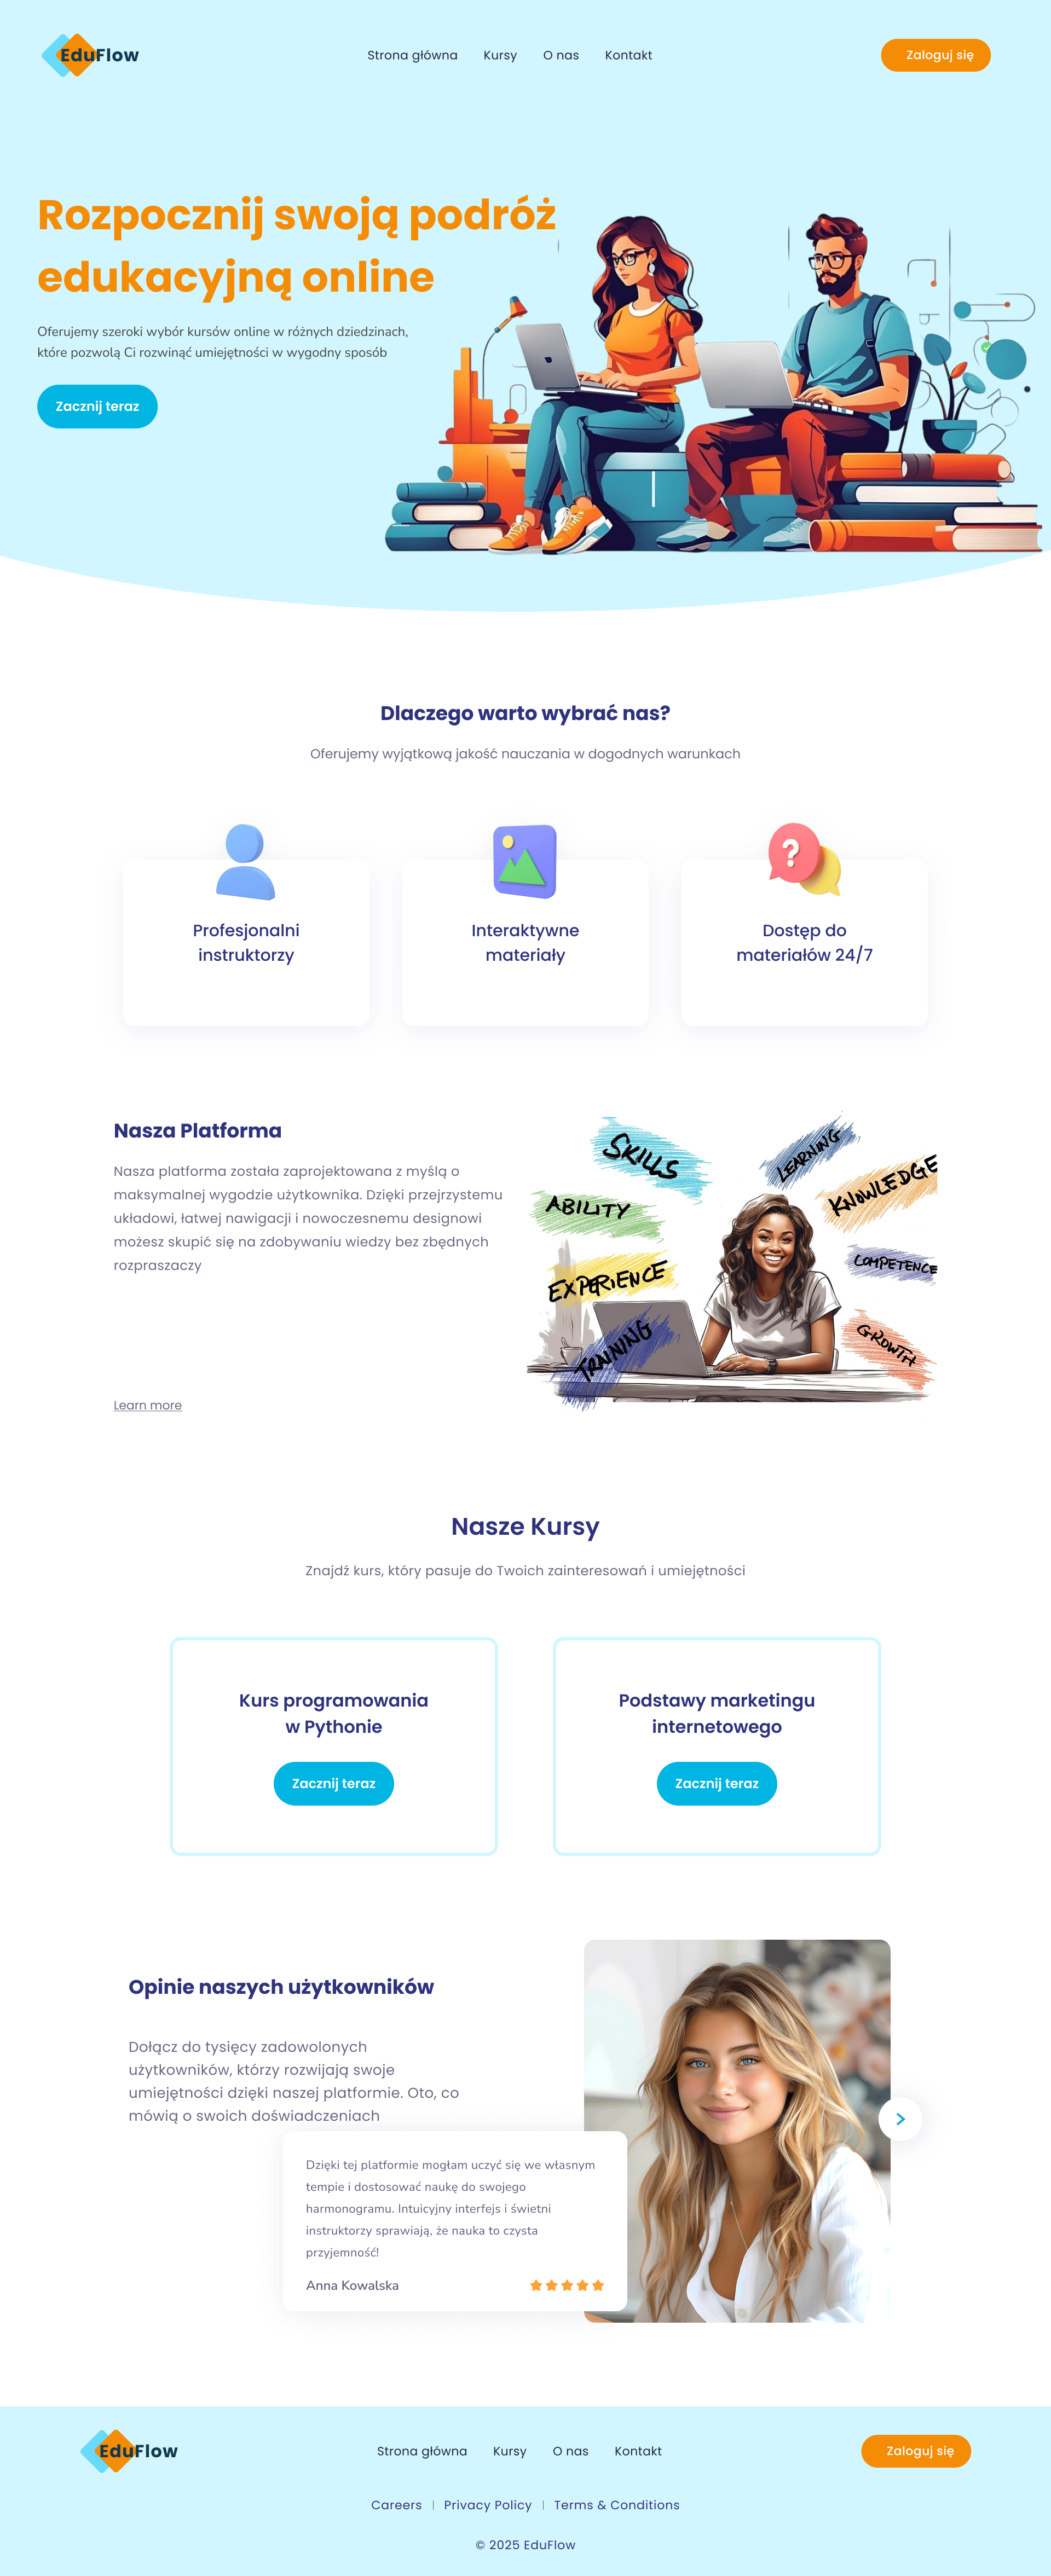 EduFlow
Strona główna
Kursy
O nas
Kontakt
Zaloguj się
Rozpocznij swoją podróż
edukacyjną online
Oferujemy szeroki wybór kursów online w różnych dziedzinach,
które pozwolą Ci rozwinąć umiejętności w wygodny sposób
Zacznij teraz
Dlaczego warto wybrać nas?
Oferujemy wyjątkową jakość nauczania w dogodnych warunkach
?
Profesjonalni
instruktorzy
Interaktywne
materiały
Dostęp do
materiałów 24/7
Nasza Platforma
Nasza platforma została zaprojektowana z myślą o
maksymalnej wygodzie użytkownika. Dzięki przejrzystemu
układowi, łatwej nawigacji i nowoczesnemu designowi
możesz skupić się na zdobywaniu wiedzy bez zbędnych
rozpraszaczy
Learn more
SKILLS
LEARNING
KNOWLEDGE
ABILITY
COMPETENCE
EXPERIENCE
GROWTH
TRAINING
Nasze Kursy
Znajdź kurs, który pasuje do Twoich zainteresowań i umiejętności
Kurs programowania
w Pythonie
Zacznij teraz
Podstawy marketingu
internetowego
Zacznij teraz
Opinie naszych użytkowników
Dołącz do tysięcy zadowolonych
użytkowników, którzy rozwijają swoje
umiejętności dzięki naszej platformie. Oto, co
mówią o swoich doświadczeniach
Dzięki tej platformie mogłam uczyć się we własnym
tempie i dostosować naukę do swojego
harmonogramu. Intuicyjny interfejs i świetni
instruktorzy sprawiają, że nauka to czysta
przyjemność!
Anna Kowalska
EduFlow
Strona główna
Kursy
O nas
Kontakt
Zaloguj się
Careers | Privacy Policy | Terms & Conditions
© 2025 EduFlow